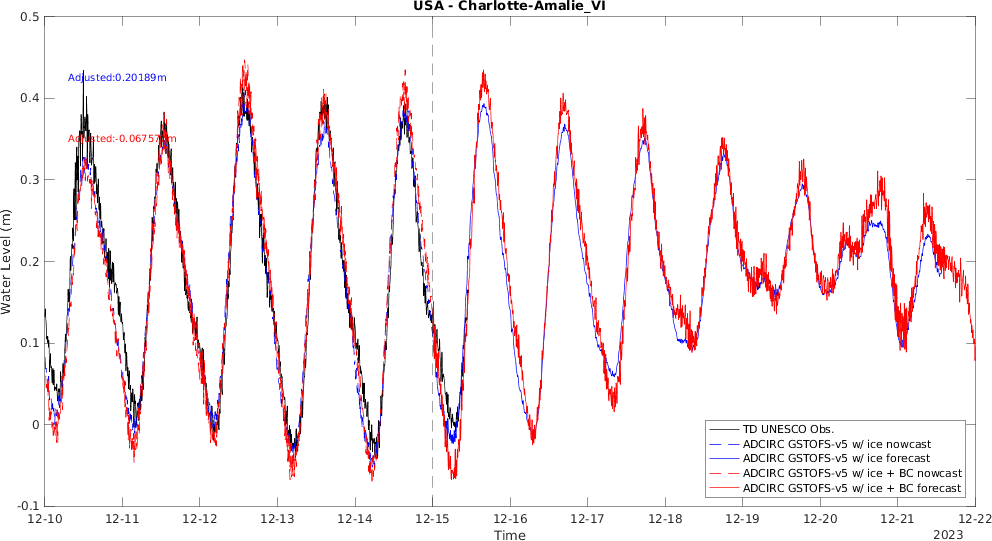 USA - Charlotte-Amalie_VI
0.5
0.4
0.3
0.2
0.1
0
-0.1
Water Level (m)
Adjusted:0.20189m
12-10
12-11
12-12
12-13
12-14
12-15
12-16
12-17
12-18
12-19
12-20
12-21
12-22
Time
2023
TD UNESCO Obs.
ADCIRC GSTOFS-v5 w/ ice nowcast
ADCIRC GSTOFS-v5 w/ ice forecast
ADCIRC GSTOFS-v5 w/ ice + BC nowcast
ADCIRC GSTOFS-v5 w/ ice + BC forecast